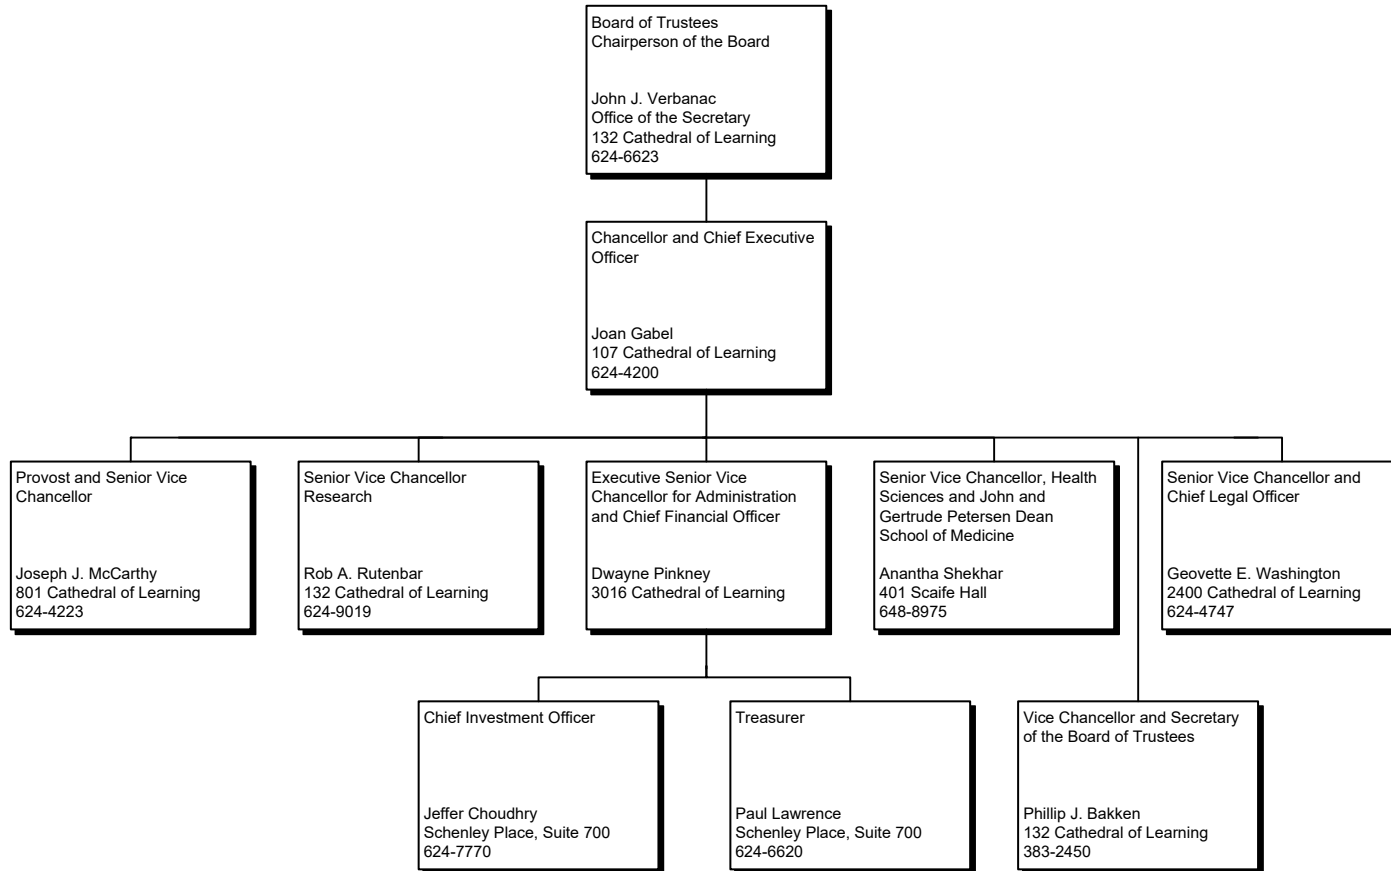 Board of Trustees
Chairperson of the Board
John J. Verbanac
Office of the Secretary
132 Cathedral of Learning
624-6623
Chancellor and Chief Executive
Officer
Joan Gabel
107 Cathedral of Learning
624-4200
Provost and Senior Vice
Chancellor
Joseph J. McCarthy
801 Cathedral of Learning
624-4223
Senior Vice Chancellor
Research
Rob A. Rutenbar
132 Cathedral of Learning
624-9019
Executive Senior Vice
Chancellor for Administration
and Chief Financial Officer
Dwayne Pinkney
3016 Cathedral of Learning
Senior Vice Chancellor, Health
Sciences and John and
Gertrude Petersen Dean
School of Medicine
Anantha Shekhar
401 Scaife Hall
648-8975
Senior Vice Chancellor and
Chief Legal Officer
Geovette E. Washington
2400 Cathedral of Learning
624-4747
Chief Investment Officer
Jeffer Choudhry
Schenley Place, Suite 700
624-7770
Treasurer
Paul Lawrence
Schenley Place, Suite 700
624-6620
Vice Chancellor and Secretary
of the Board of Trustees
Phillip J. Bakken
132 Cathedral of Learning
383-2450